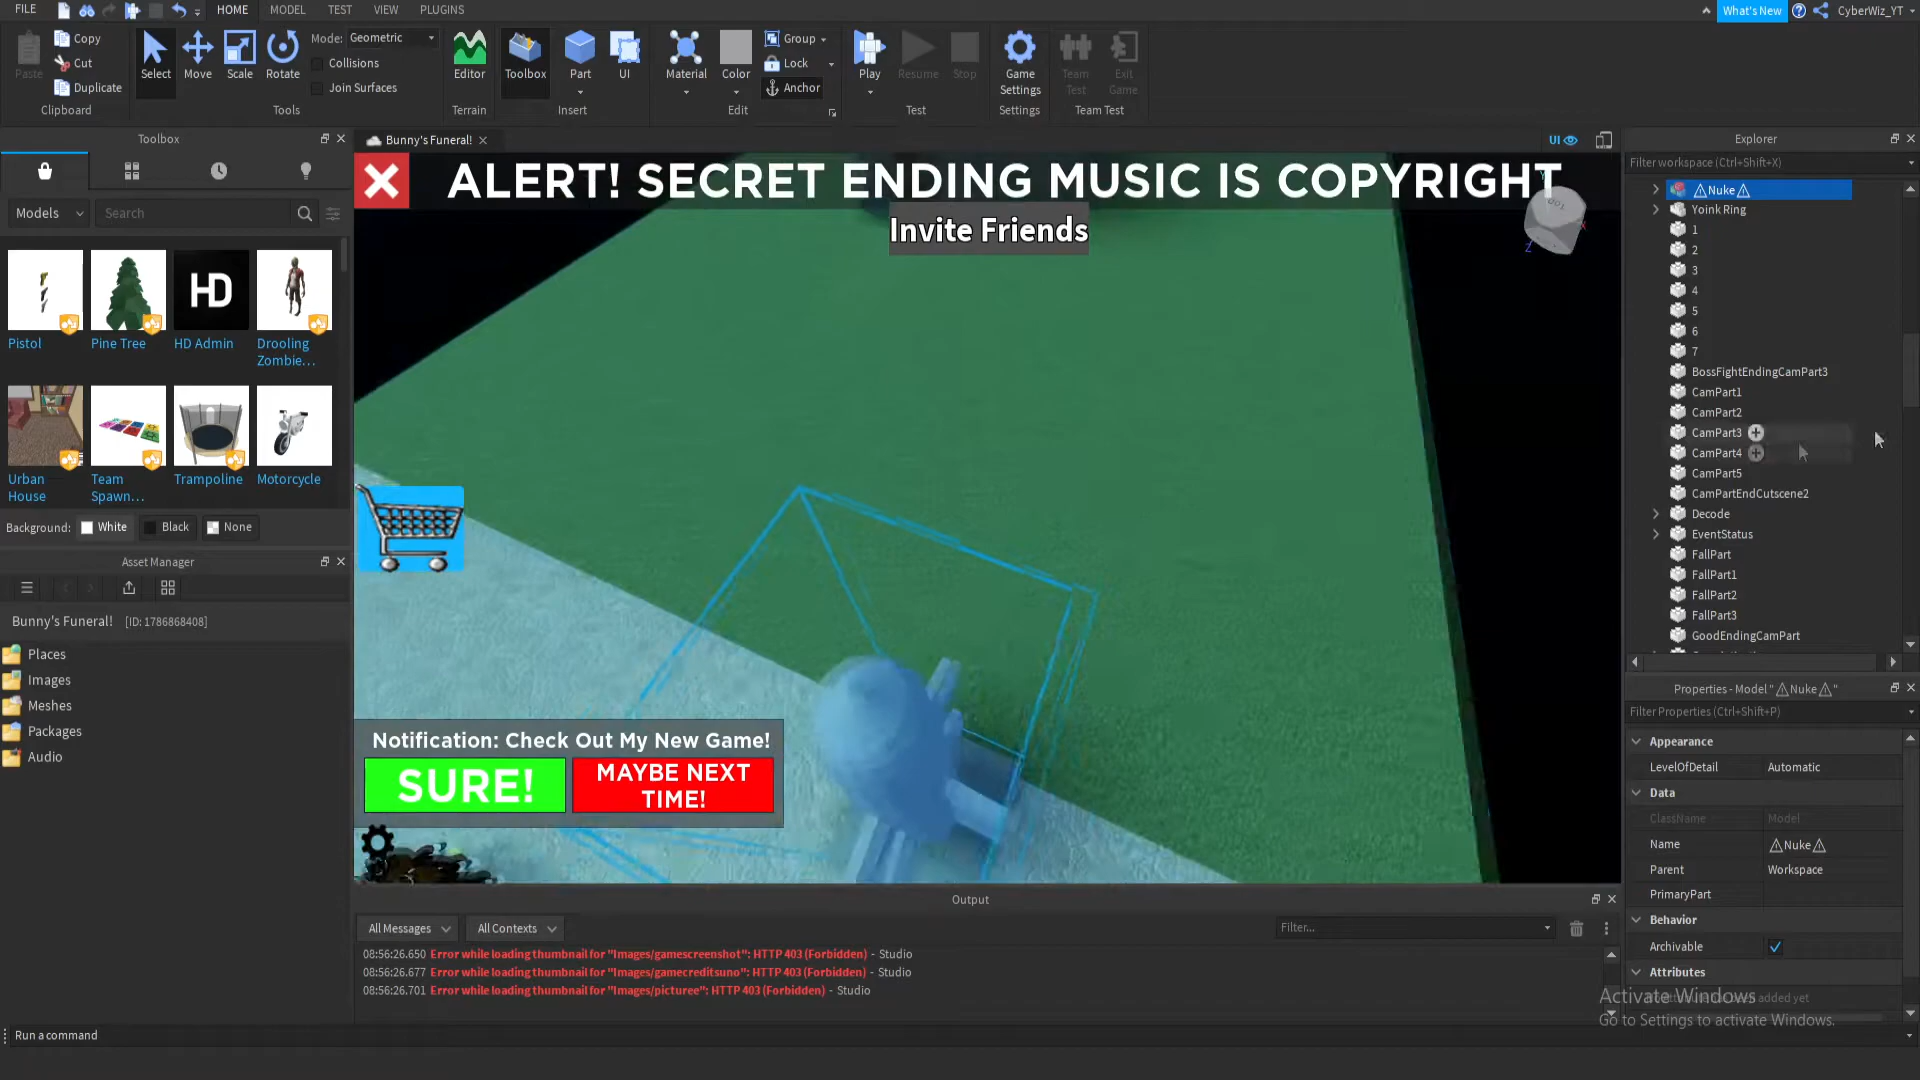 FILE
HOME
MODEL
TEST
VIEW
PLUGINS
What's New
CyberWiz_YT
Paste
Copy
Cut
Duplicate
Clipboard
Select
Move
Scale
Rotate
Mode: Geometric
Collisions
Join Surfaces
Tools
Editor
Terrain
Toolbox
Part
UI
Insert
Material
Color
Group
Lock
Anchor
Edit
Play
Resume
Stop
Test
Game
Settings
Settings
Team
Test
Exit
Game
Team Test
Toolbox
Models
Search
Pistol
Pine Tree
HD
HD Admin
Drooling
Zombie...
Urban
House
Team
Spawn...
Trampoline
Motorcycle
Background:
White
Black
None
Asset Manager
Bunny's Funeral! [ID: 1786868408]
Places
Images
Meshes
Packages
Audio
Bunny's Funeral!
UI
ALERT! SECRET ENDING MUSIC IS COPYRIGHT
Invite Friends
Z
Notification: Check Out My New Game!
SURE!
MAYBE NEXT
TIME!
Output
All Messages
All Contexts
Filter...
08:56:26.650 Error while loading thumbnail for "Images/gamescreenshot": HTTP 403 (Forbidden) - Studio
08:56:26.677 Error while loading thumbnail for "Images/gamecreditsuno": HTTP 403 (Forbidden) - Studio
08:56:26.701 Error while loading thumbnail for "Images/picturee": HTTP 403 (Forbidden) - Studio
Run a command
Explorer
Filter workspace (Ctrl+Shift+X)
⚠Nuke⚠
Yoink Ring
1
2
3
4
5
6
7
BossFightEndingCamPart3
CamPart1
CamPart2
CamPart3
CamPart4
CamPart5
CamPartEndCutscene2
Decode
EventStatus
FallPart
FallPart1
FallPart2
FallPart3
GoodEndingCamPart
Properties - Model "⚠Nuke⚠"
Filter Properties (Ctrl+Shift+P)
Appearance
LevelOfDetail Automatic
Data
ClassName Model
Name ⚠Nuke⚠
Parent Workspace
PrimaryPart
Behavior
Archivable
Attributes
added yet
Activate Windows
Go to Settings to activate Windows.